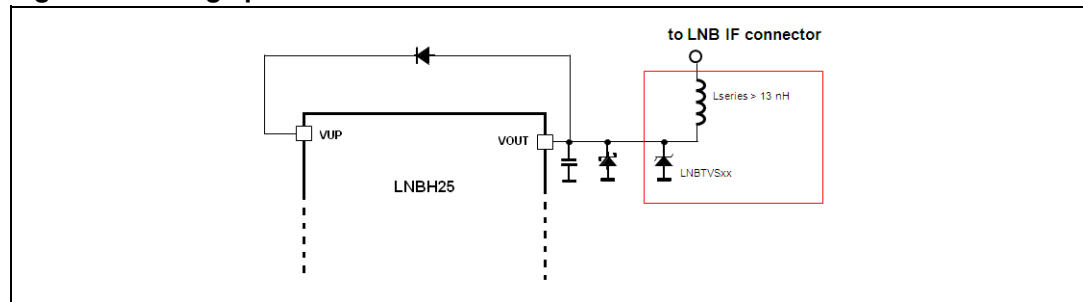 to LNB IF connector
Lseries > 13 nH
VUP
VOUT
LNBTVSxx
LNBH25